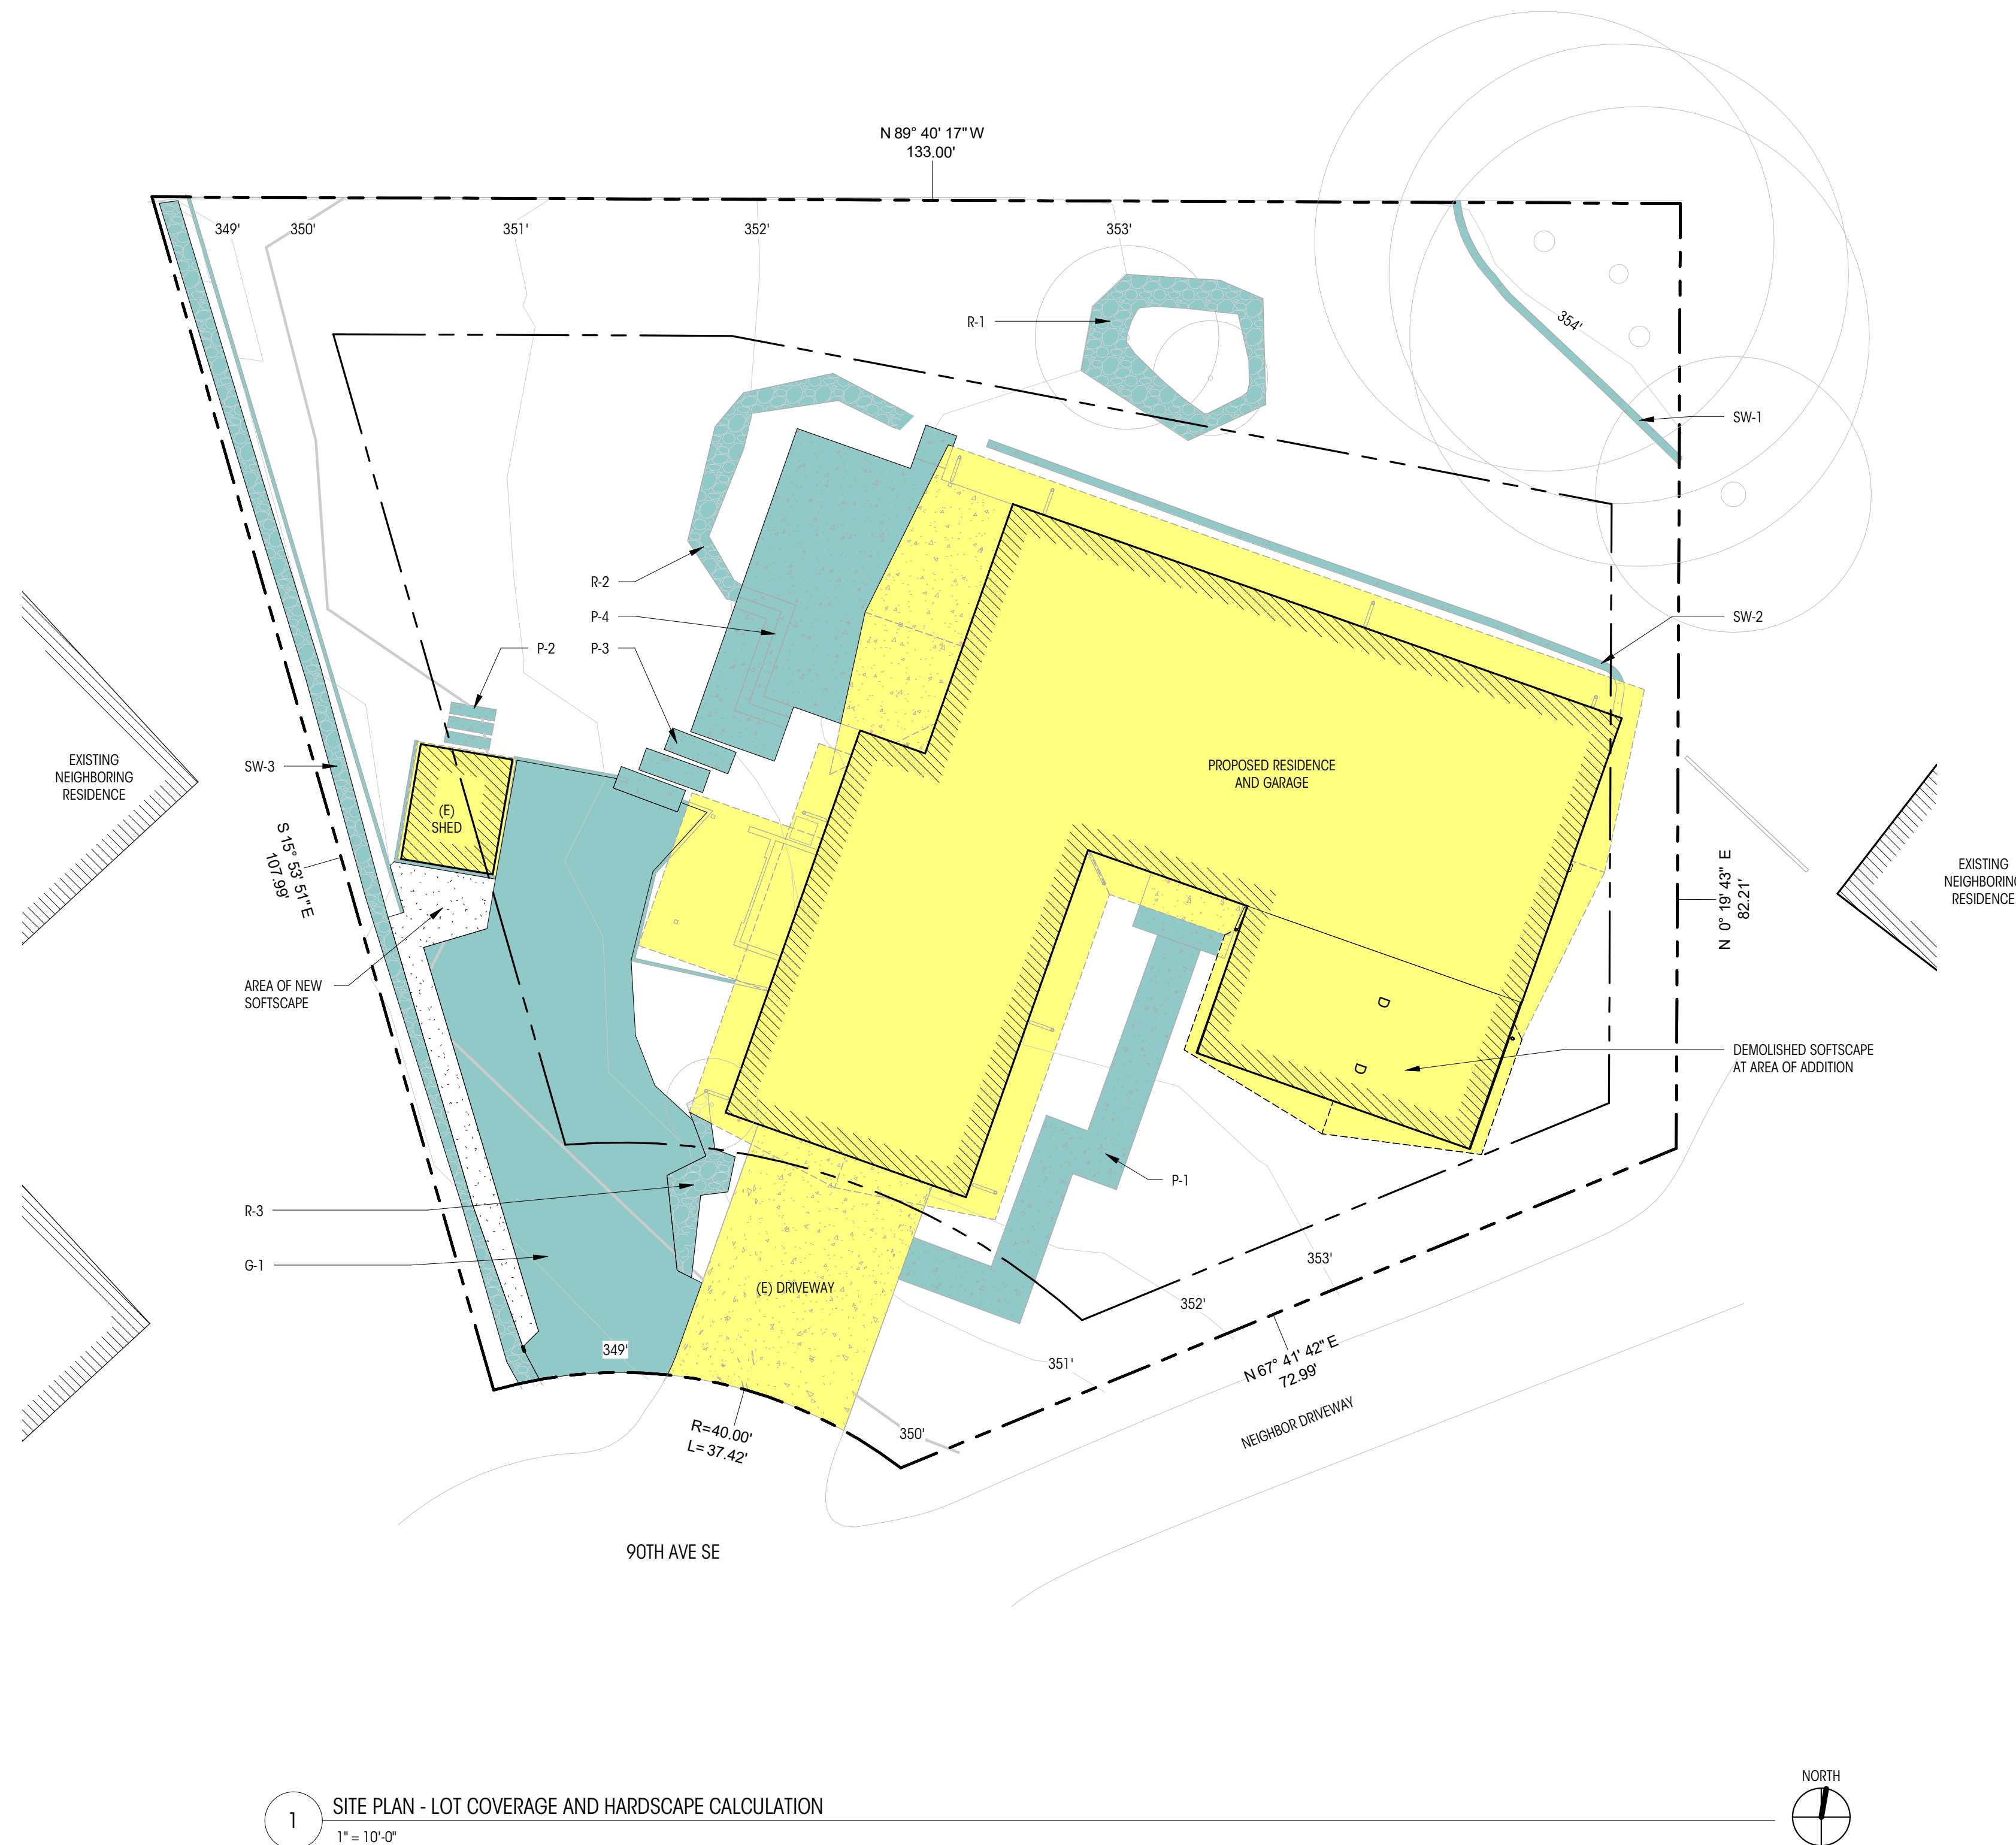 N 89° 40' 17" W
133.00'
349'
350'
351'
352'
353'
R-1
354'
SW-1
R-2
P-4
SW-2
P-2
P-3
EXISTING
NEIGHBORING
RESIDENCE
SW-3
PROPOSED RESIDENCE
AND GARAGE
(E)
SHED
S 15° 53' 51" E
107.99'
N 0° 19' 43" E
82.21'
EXISTING
NEIGHBORING
RESIDENCE
AREA OF NEW
SOFTSCAPE
D
D
DEMOLISHED SOFTSCAPE
AT AREA OF ADDITION
P-1
R-3
G-1
353'
(E) DRIVEWAY
352'
349'
351'
N 67° 41' 42" E
72.99'
R=40.00'
L= 37.42'
350'
NEIGHBOR DRIVEWAY
90TH AVE SE
NORTH
1
SITE PLAN - LOT COVERAGE AND HARDSCAPE CALCULATION
1" = 10'-0"